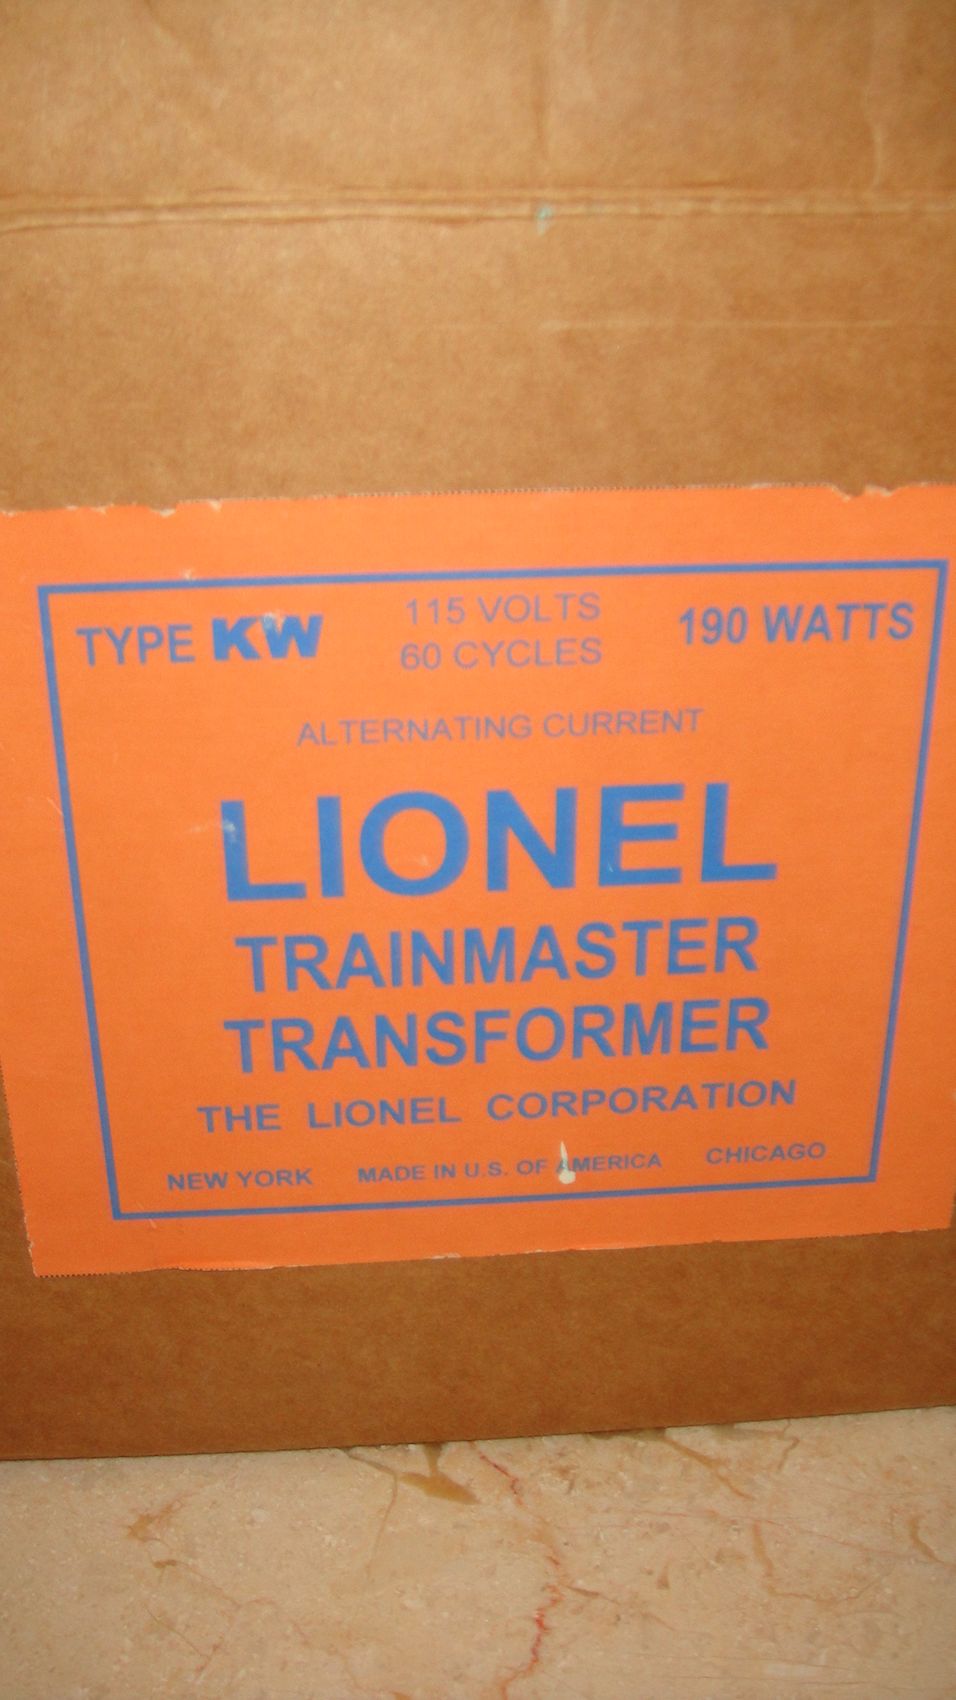 TYPE KW 115 VOLTS 190 WATTS
60 CYCLES
ALTERNATING CURRENT
LIONEL
TRAINMASTER
TRANSFORMER
THE LIONEL CORPORATION
NEW YORK MADE IN U.S. OF AMERICA CHICAGO